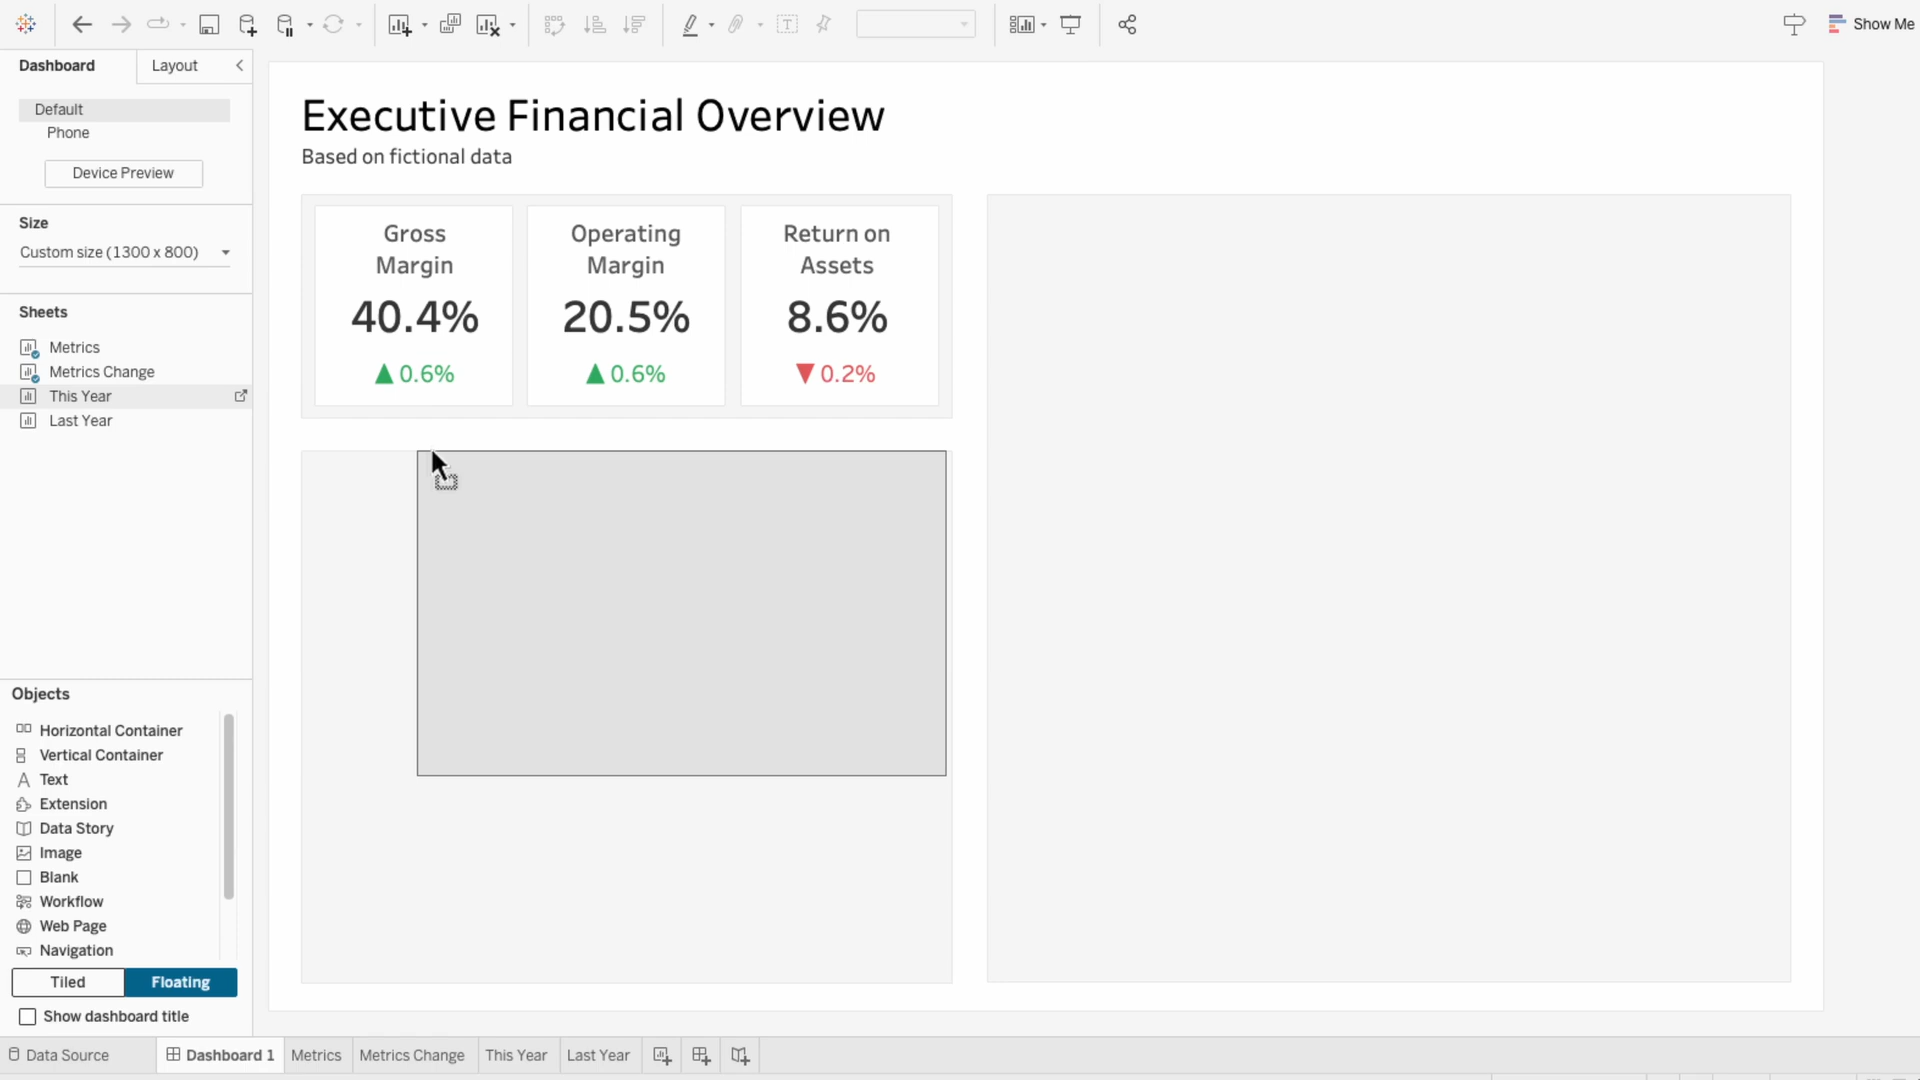 Show Me
Dashboard
Layout
Default
Phone
Device Preview
Size
Custom size (1300 x 800)
Sheets
Metrics
Metrics Change
This Year
Last Year
Objects
Horizontal Container
Vertical Container
Text
Extension
Data Story
Image
Blank
Workflow
Web Page
Navigation
Tiled
Floating
Show dashboard title
Executive Financial Overview
Based on fictional data
Gross
Margin
40.4%
▲ 0.6%
Operating
Margin
20.5%
▲ 0.6%
Return on
Assets
8.6%
▼ 0.2%
Data Source
Dashboard 1
Metrics
Metrics Change
This Year
Last Year